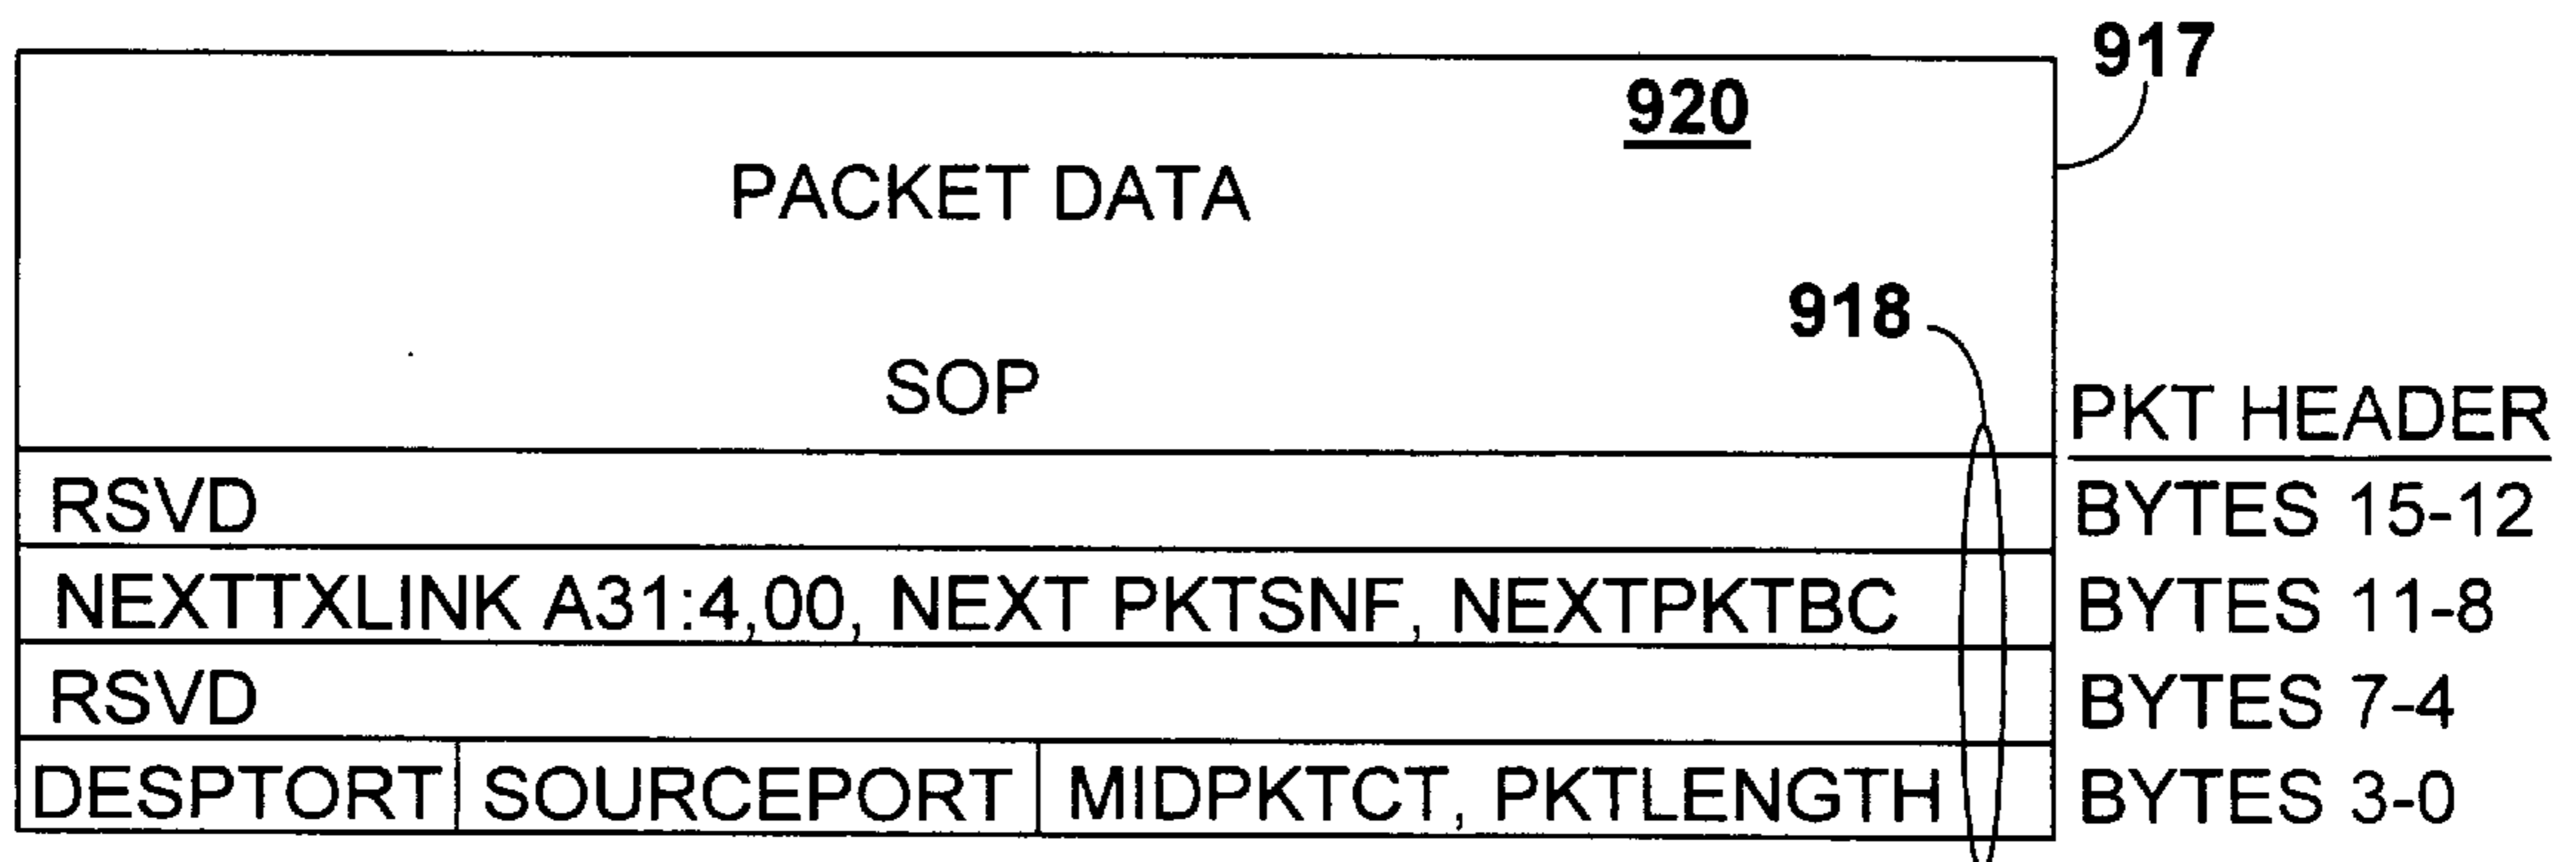 917
920
PACKET DATA
918
SOP
PKT HEADER
RSVD
BYTES 15-12
NEXTTXLINK A31:4,00, NEXT PKTSNF, NEXTPKTBC
BYTES 11-8
RSVD
BYTES 7-4
DESPTORT SOURCEPORT MIDPKTCT, PKTLENGTH
BYTES 3-0